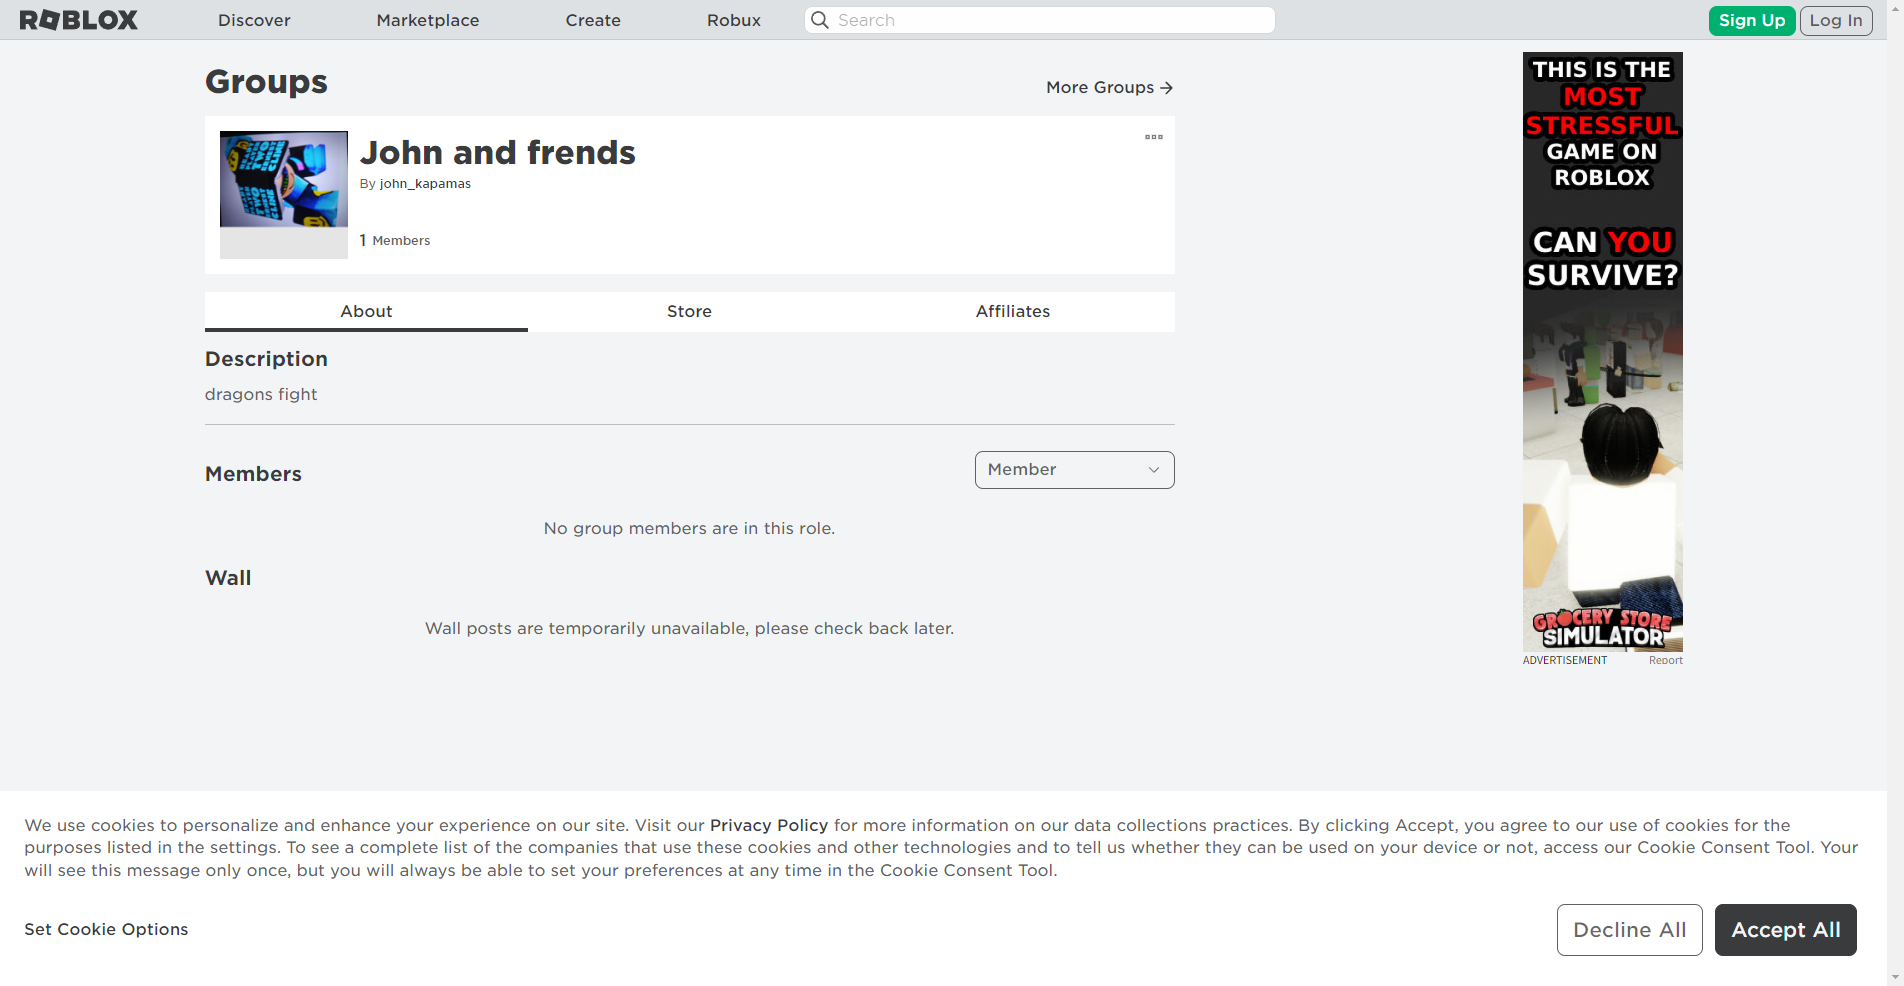 ROBLOX
Discover
Marketplace
Create
Robux
Search
Sign Up
Log In
Groups
More Groups
John and frends
By john_kapamas
1 Members
About
Store
Affiliates
Description
dragons fight
Members
Member
No group members are in this role.
Wall
Wall posts are temporarily unavailable, please check back later.
THIS IS THE
MOST
STRESSFUL
GAME ON
ROBLOX
CAN YOU
SURVIVE?
GROCERY STORE
SIMULATOR
ADVERTISEMENT
Report
We use cookies to personalize and enhance your experience on our site. Visit our Privacy Policy for more information on our data collections practices. By clicking Accept, you agree to our use of cookies for the
purposes listed in the settings. To see a complete list of the companies that use these cookies and other technologies and to tell us whether they can be used on your device or not, access our Cookie Consent Tool. Your
will see this message only once, but you will always be able to set your preferences at any time in the Cookie Consent Tool.
Set Cookie Options
Decline All
Accept All